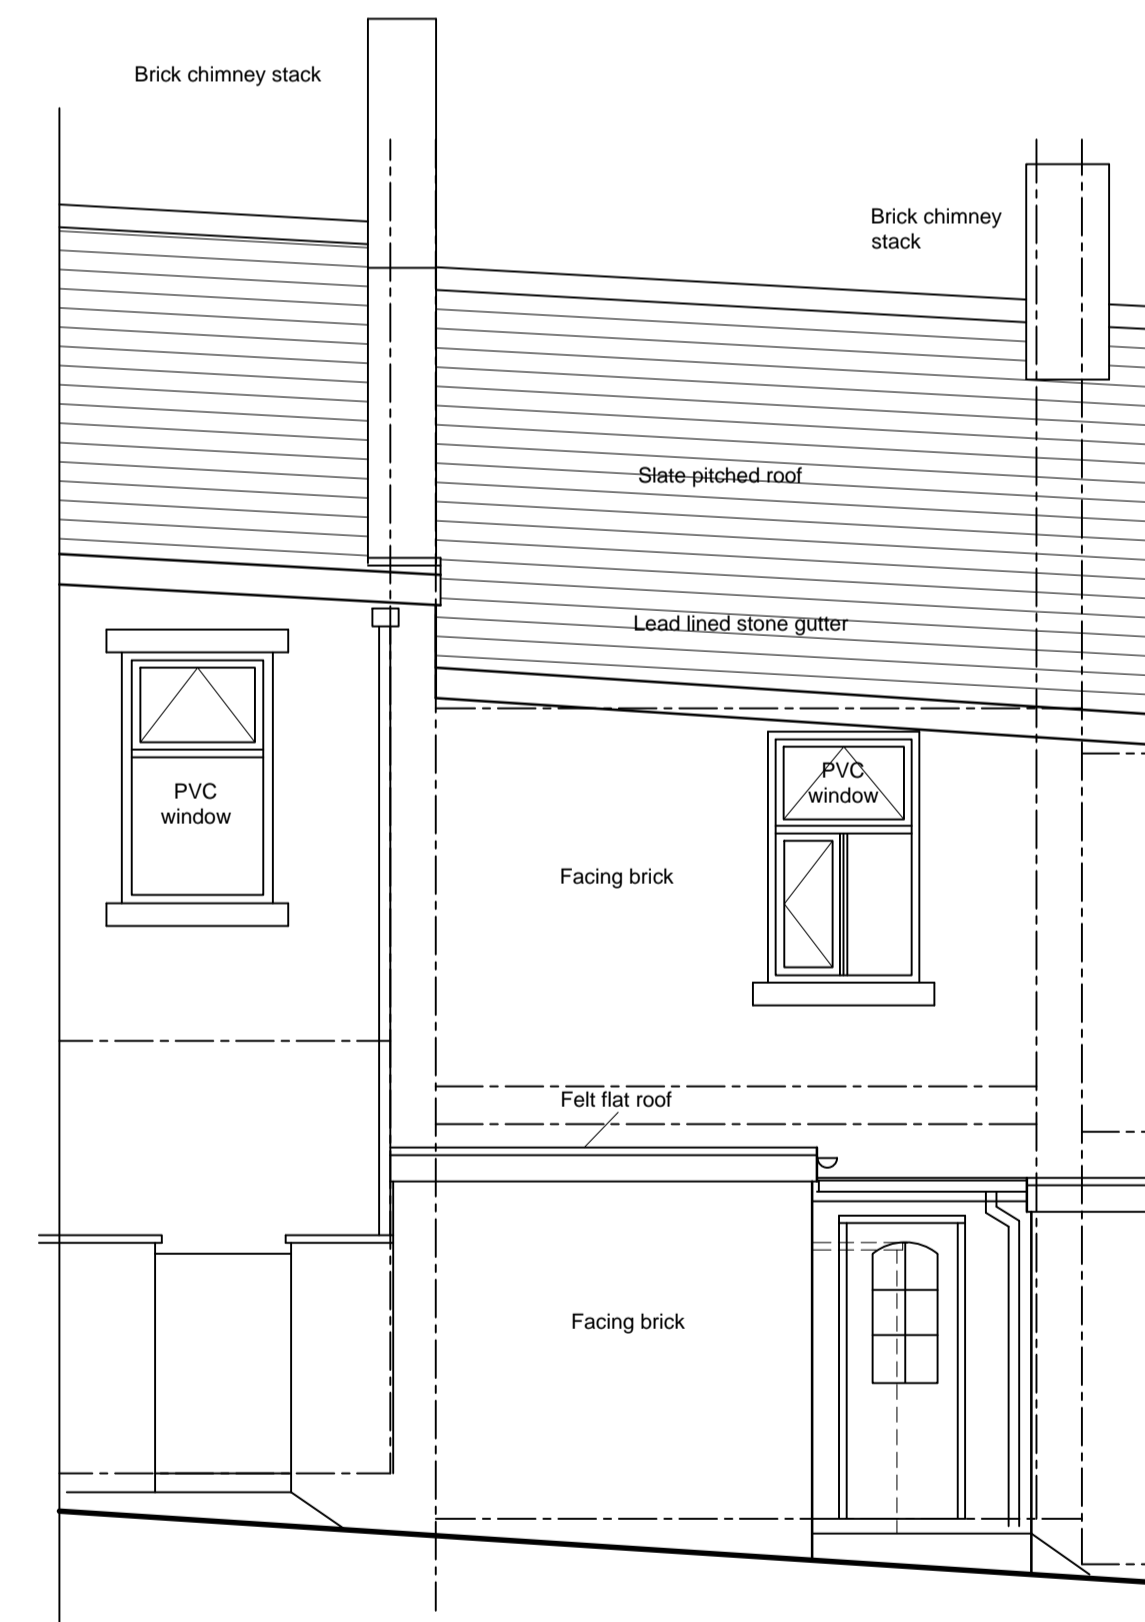 Brick chimney stack
Brick chimney
stack
Slate pitched roof
Lead lined stone gutter
PVC
window
PVC
window
Facing brick
Felt flat roof
Facing brick